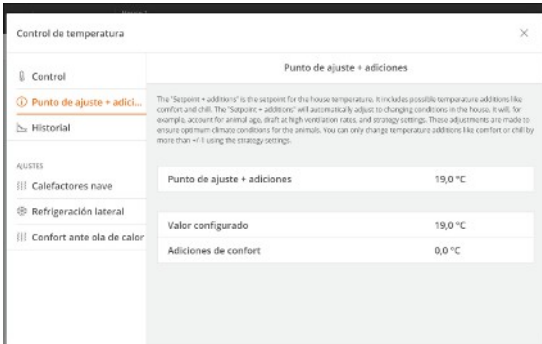 Control de temperatura
Control
Punto de ajuste + adici...
Historial
AJUSTES
Calefactores nave
Refrigeración lateral
Confort ante ola de calor
Punto de ajuste + adiciones
The "Setpoint + additions" is the setpoint for the house temperature. It includes possible temperature additions like
comfort and chill. The "Setpoint + additions" will automatically adjust to changing conditions in the house. It will, for
example, account for animal age, draft at high ventilation rates, and strategy settings. These adjustments are made to
ensure optimum climate conditions for the animals. You can only change temperature additions like comfort or chill by
more than +/-1 using the strategy settings.
Punto de ajuste + adiciones 19,0 °C
Valor configurado 19,0 °C
Adiciones de confort 0,0 °C